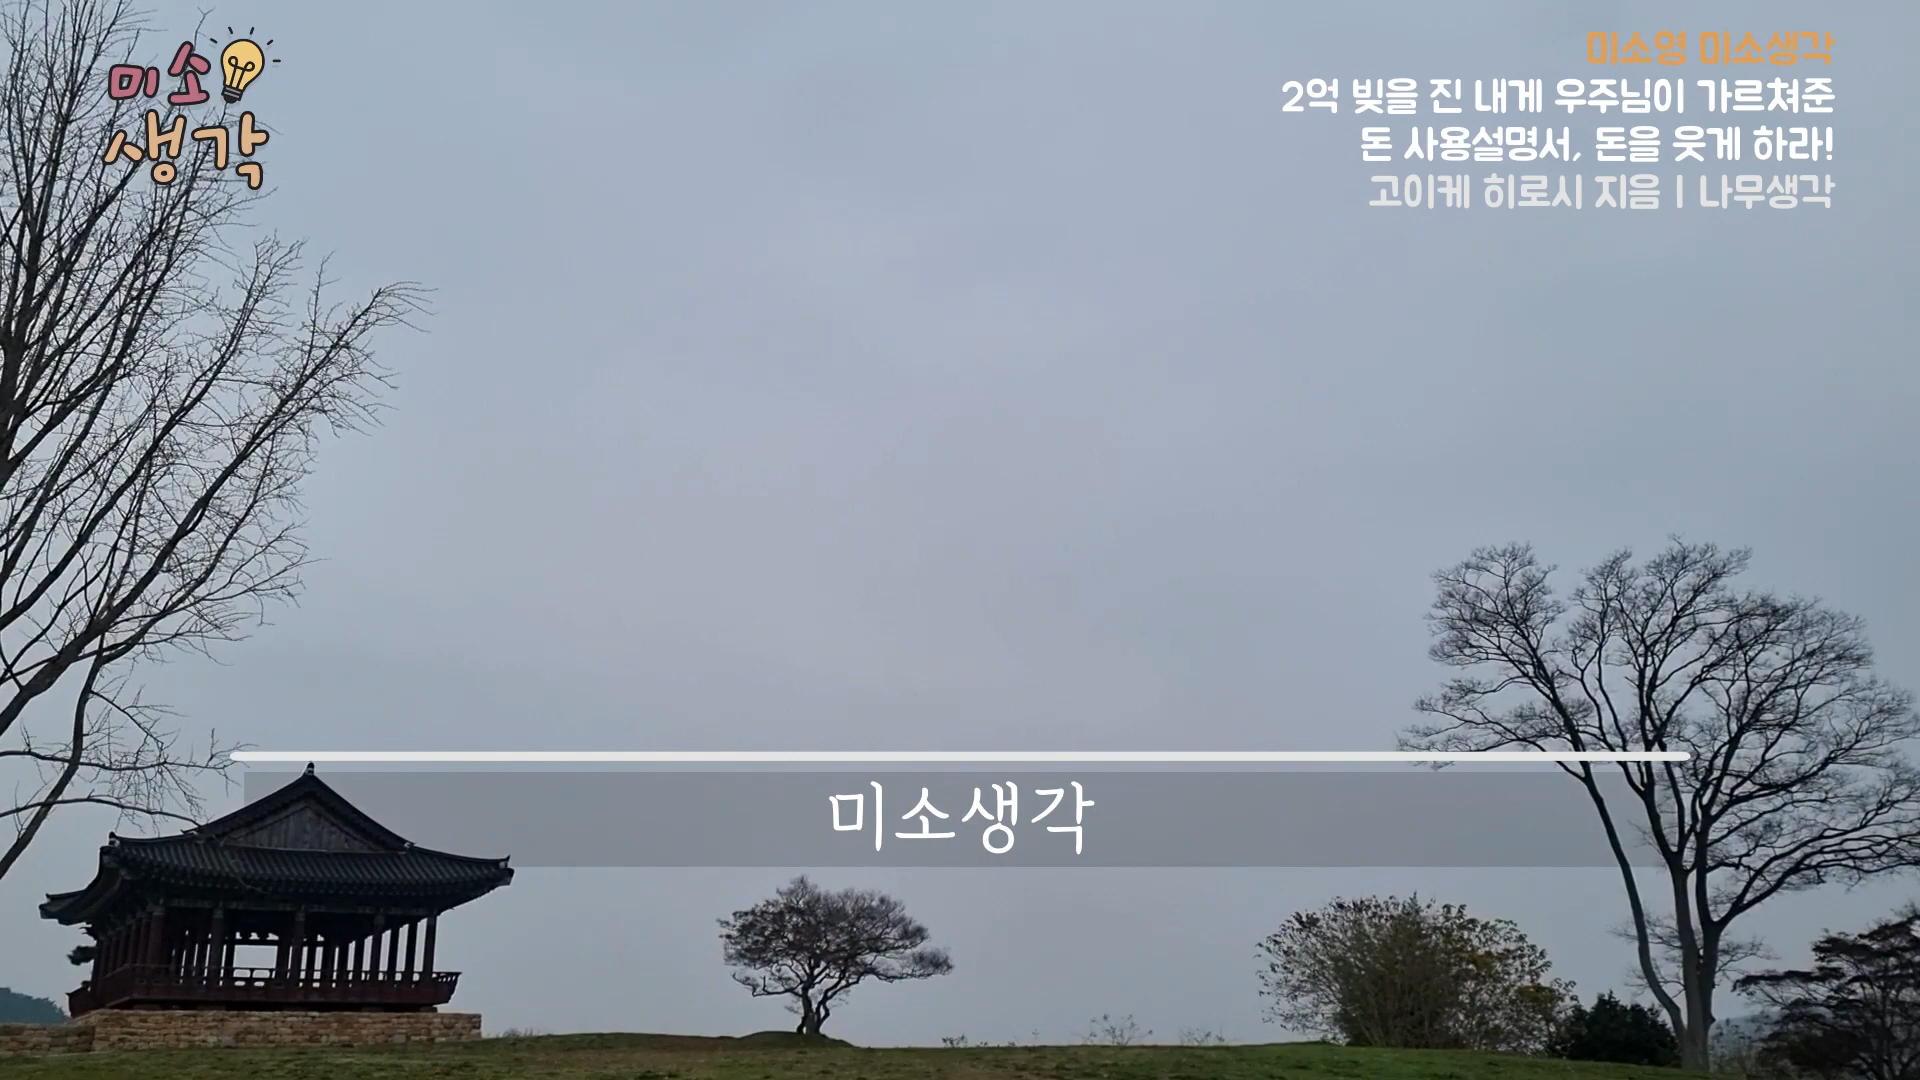 미소
생각
미소영 미소생각
2억 빚을 진 내게 우주님이 가르쳐준
돈 사용설명서, 돈을 웃게 하라!
고이케 히로시 지음 | 나무생각
미소생각